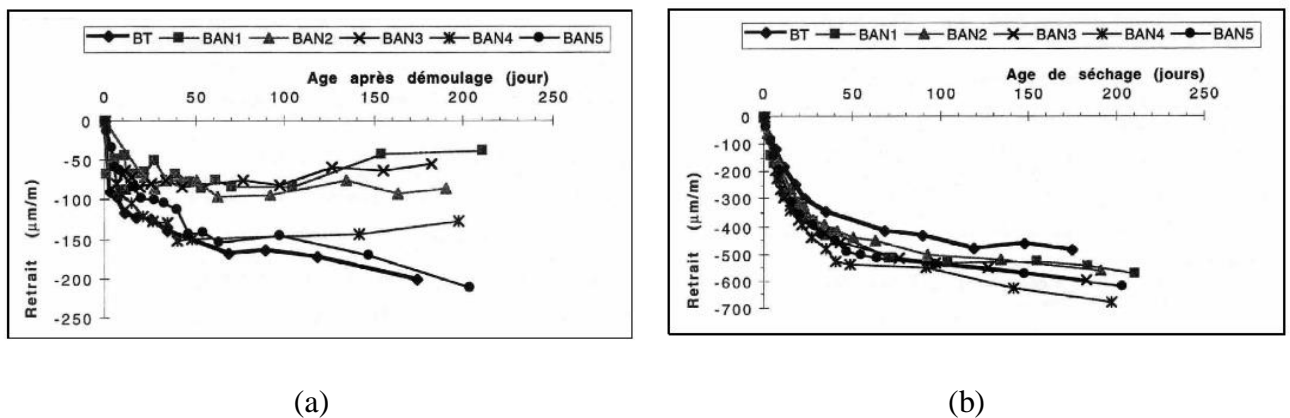 BT BAN1 BAN2 BAN3 BAN4 BAN5
Age après démoulage (jour)
0 50 100 150 200 250
0
-50
-100
-150
-200
-250
Retrait (µm/m)
BT BAN1 BAN2 BAN3 BAN4 BAN5
Age de séchage (jours)
0 50 100 150 200 250
0
-100
-200
-300
-400
-500
-600
-700
Retrait (µm/m)
(a) (b)